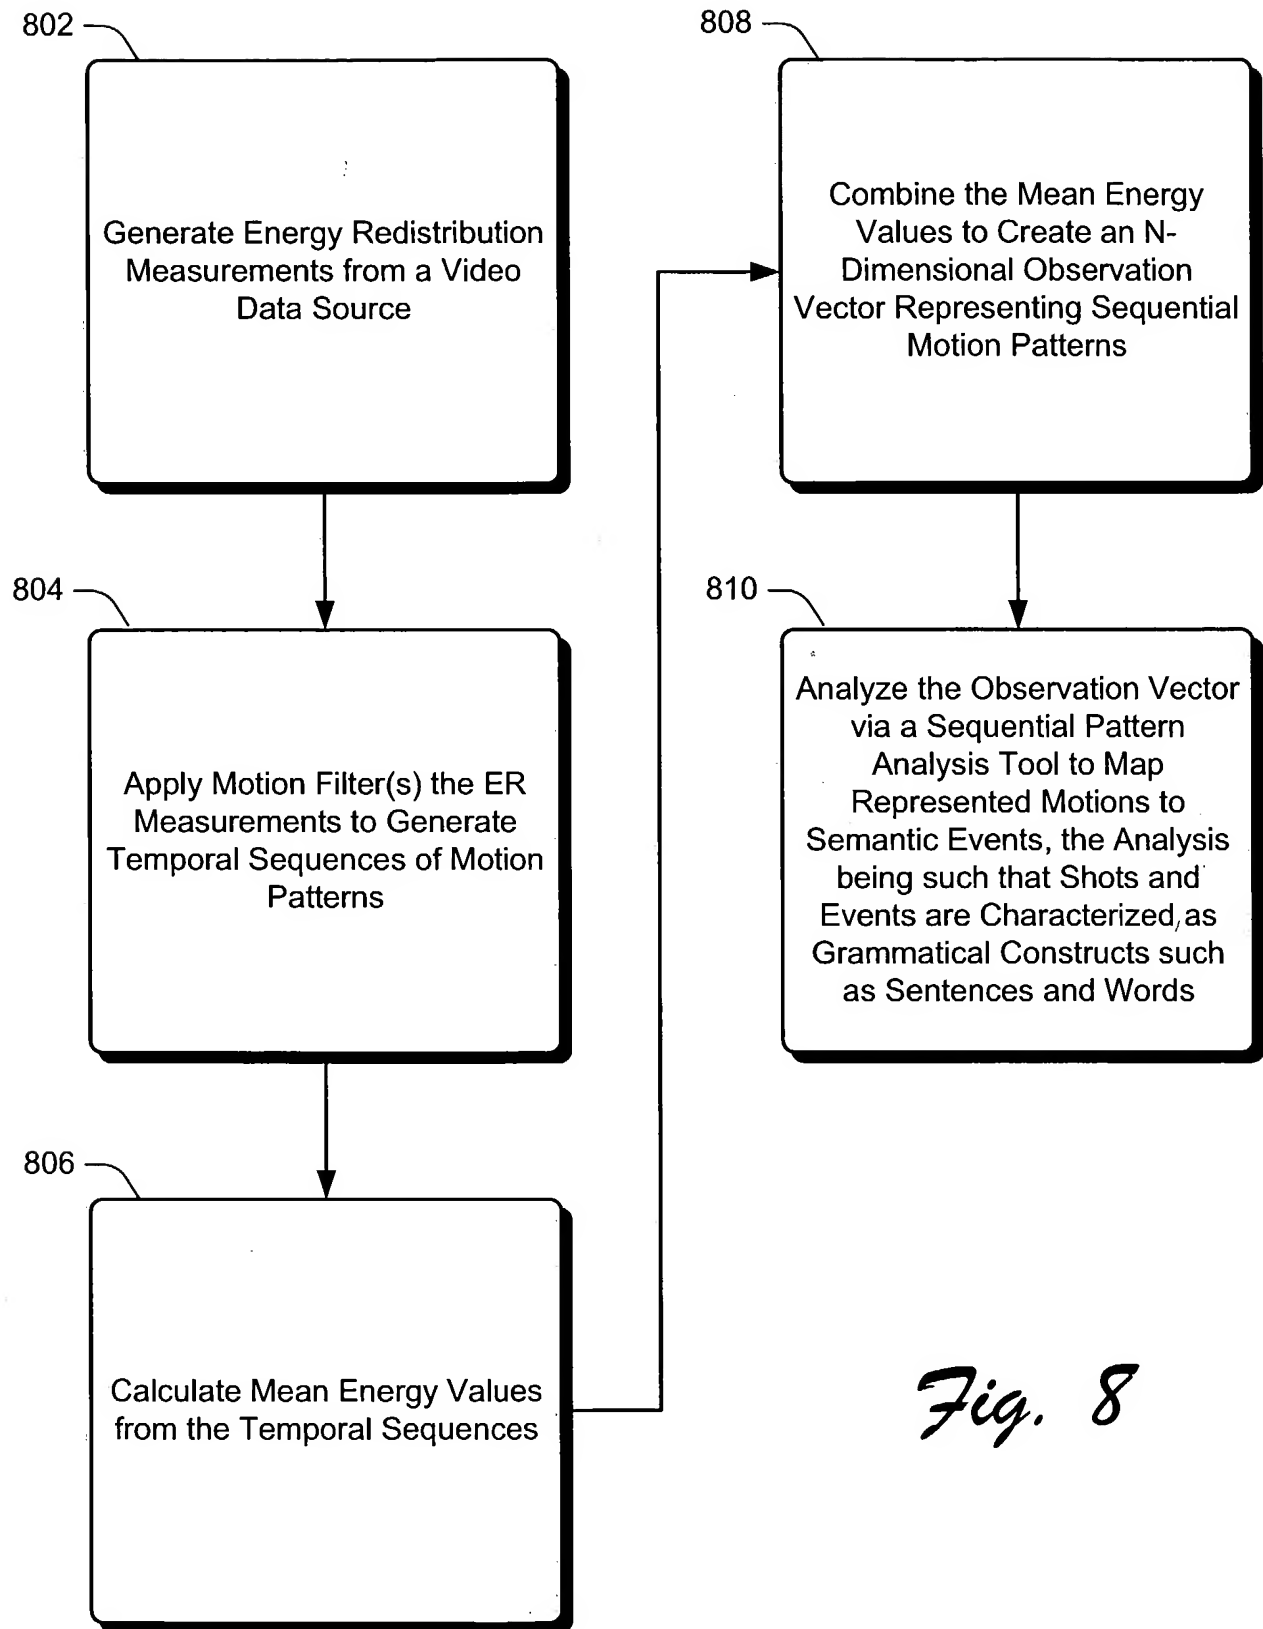 802
Generate Energy Redistribution
Measurements from a Video
Data Source
804
Apply Motion Filter(s) the ER
Measurements to Generate
Temporal Sequences of Motion
Patterns
806
Calculate Mean Energy Values
from the Temporal Sequences
808
Combine the Mean Energy
Values to Create an N-
Dimensional Observation
Vector Representing Sequential
Motion Patterns
810
Analyze the Observation Vector
via a Sequential Pattern
Analysis Tool to Map
Represented Motions to
Semantic Events, the Analysis
being such that Shots and
Events are Characterized as
Grammatical Constructs such
as Sentences and Words
Fig. 8